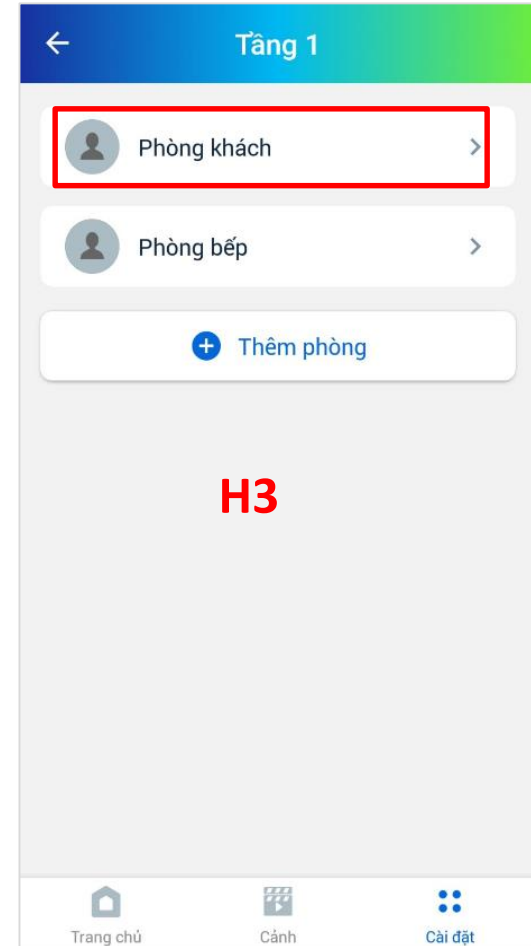 Tầng 1
Phòng khách
Phòng bếp
Thêm phòng
H3
Trang chủ Cảnh Cài đặt